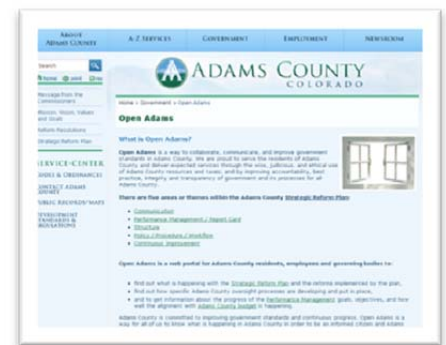 ABOUT
ADAMS COUNTY
A-Z SERVICES
GOVERNMENT
EMPLOYMENT
NEWSROOM
Search
home
print
Message from the
Commissioners
Mission, Vision, Values
and Goals
Reform Resolutions
Strategic Reform Plan
SERVICE-CENTER
CODES & ORDINANCES
CONTACT ADAMS
COUNTY
PUBLIC RECORDS/MAPS
DEVELOPMENT
STANDARDS &
REGULATIONS
ADAMS COUNTY
COLORADO
Home > Government > Open Adams
Open Adams
What is Open Adams?
Open Adams is a way to collaborate, communicate, and improve government
standards in Adams County. We are proud to serve the residents of Adams
County and deliver expected services through the wise, judicious, and ethical use
of Adams County resources and taxes, and by improving accountability, best
practice, integrity and transparency of government and its processes for all
Adams County.
There are five areas or themes within the Adams County Strategic Reform Plan:
Communication
Performance Management / Report Card
Structure
Policy / Procedure / Workflow
Continuous Improvement
Open Adams is a web portal for Adams County residents, employees and governing bodies to:
find out what is happening with the Strategic Reform Plan and the reforms implemented by the plan,
find out how specific Adams County oversight processes are developing and put in place,
and to get information about the progress of the Performance Management goals, objectives, and how
well the alignment with Adams County budget is happening.
Adams County is committed to improving government standards and continuous progress. Open Adams is a
way for all of us to know what is happening in Adams County in order to be an informed citizen and Adams